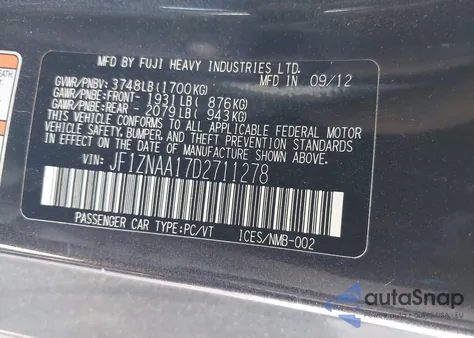 MFD BY FUJI HEAVY INDUSTRIES LTD.
MFD IN 09/12
GVWR/PNBV: 3748LB(1700KG)
GAWR/PNBE:FRONT- 1931LB( 876KG)
GAWR/PNBE:REAR - 2079LB( 943KG)
THIS VEHICLE CONFORMS TO ALL APPLICABLE FEDERAL MOTOR
VEHICLE SAFETY, BUMPER, AND THEFT PREVENTION STANDARDS
IN EFFECT ON THE DATE OF MANUFACTURE SHOWN ABOVE.
VIN: JF1ZNAA17D2711278
PASSENGER CAR TYPE:PC/VT ICES/NMB-002
autoSnap